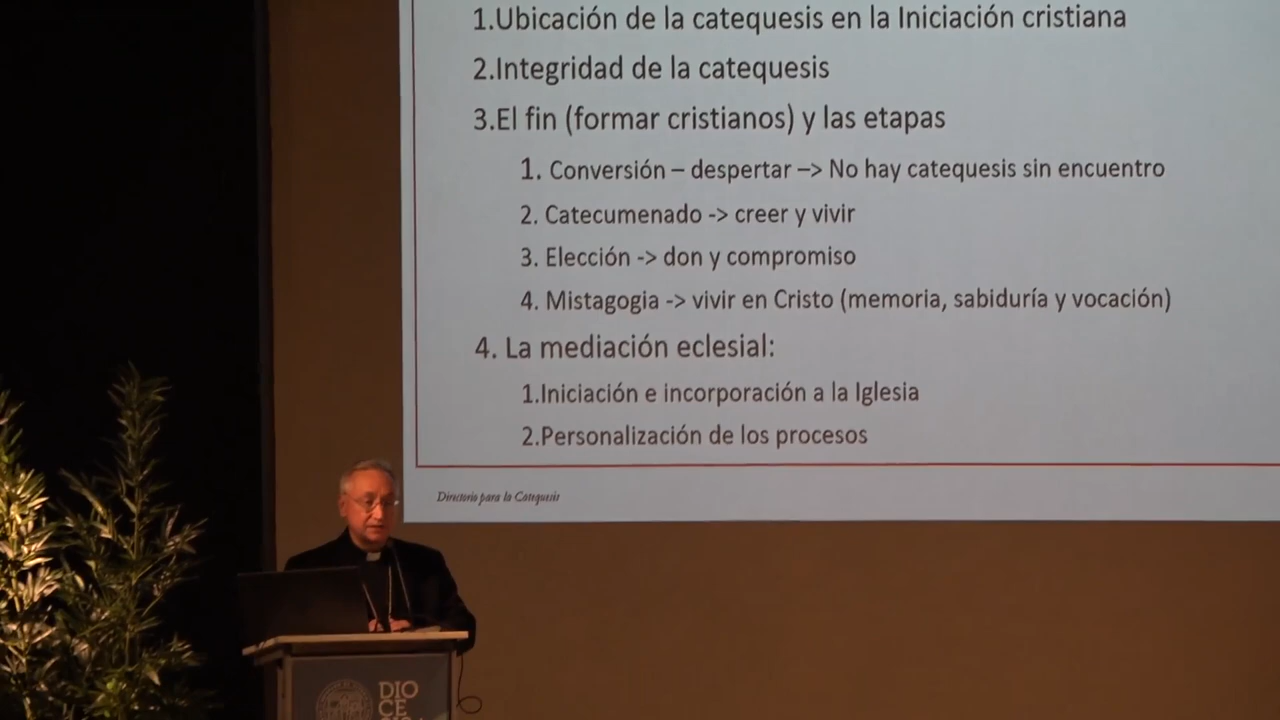 1.Ubicación de la catequesis en la Iniciación cristiana
2.Integridad de la catequesis
3.El fin (formar cristianos) y las etapas
1. Conversión – despertar –> No hay catequesis sin encuentro
2. Catecumenado -> creer y vivir
3. Elección -> don y compromiso
4. Mistagogia -> vivir en Cristo (memoria, sabiduría y vocación)
4. La mediación eclesial:
1.Iniciación e incorporación a la Iglesia
2.Personalización de los procesos
Directorio para la Catequesis
DIO
CE